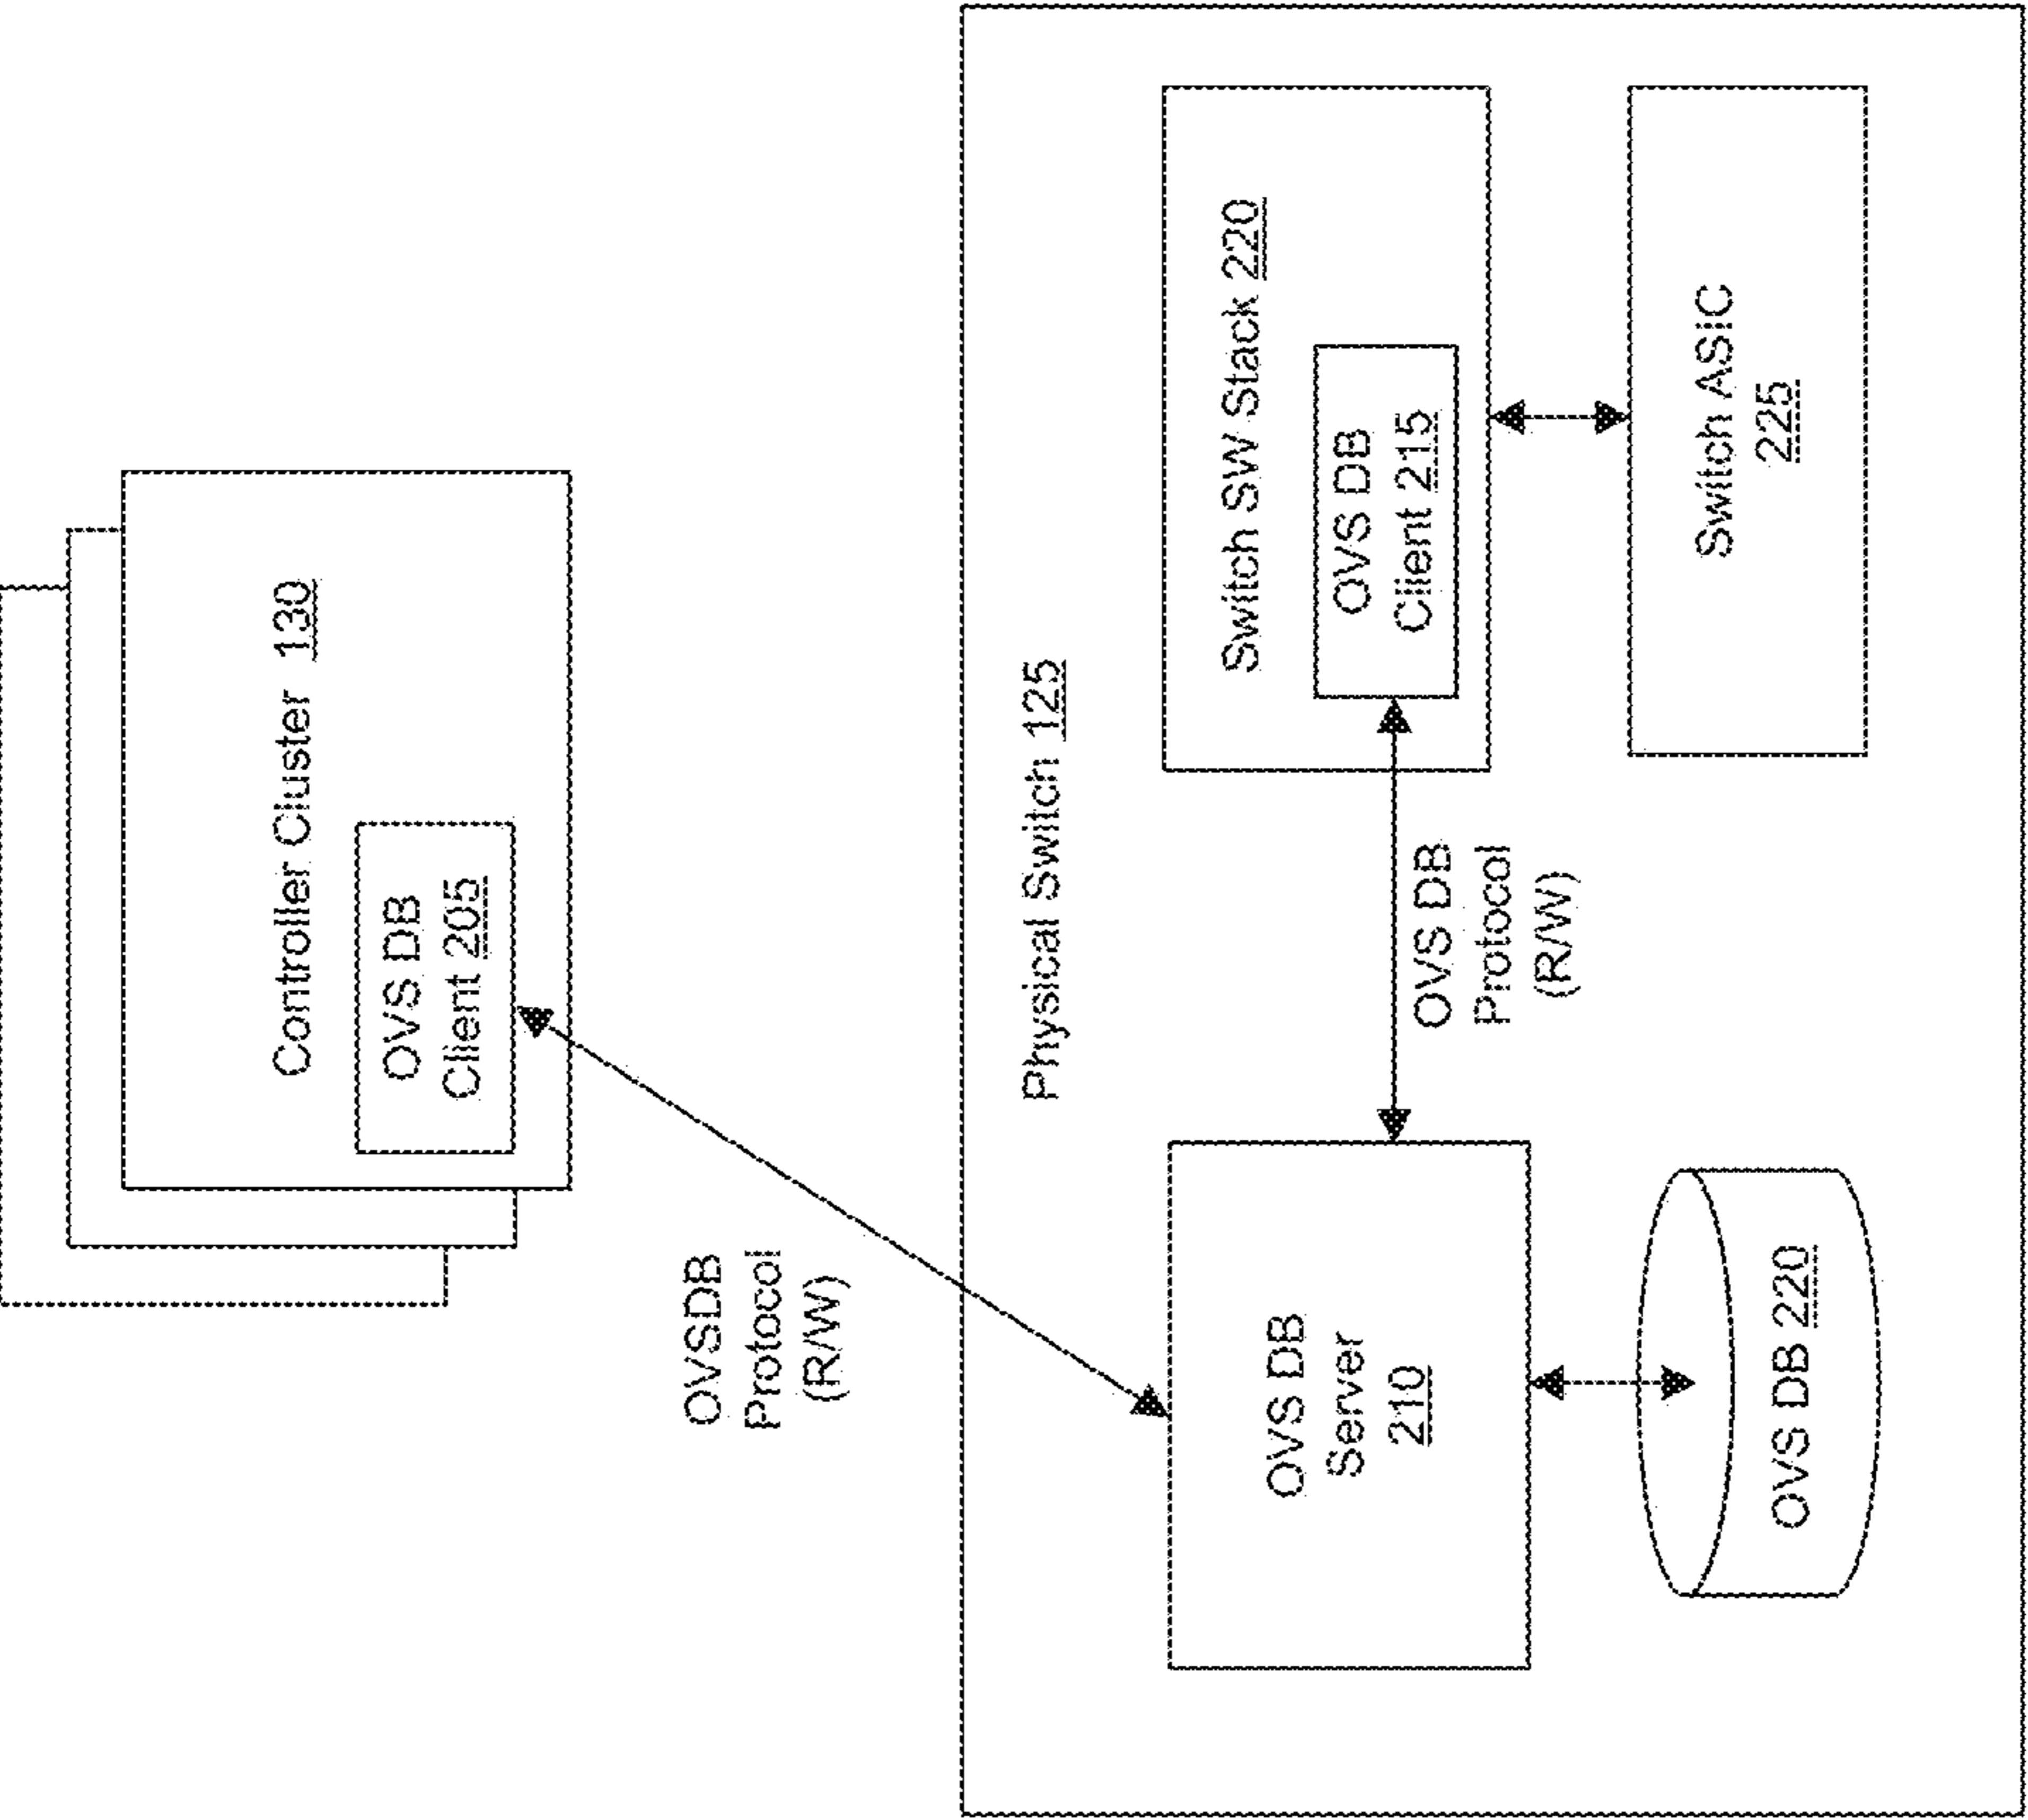 Controller Cluster 130
OVS DB
Client 205
OVSDB
Protocol
(R/W)
Physical Switch 125
OVS DB
Server
210
OVS DB 220
OVS DB
Protocol
(R/W)
Switch SW Stack 220
OVS DB
Client 215
Switch ASIC
225